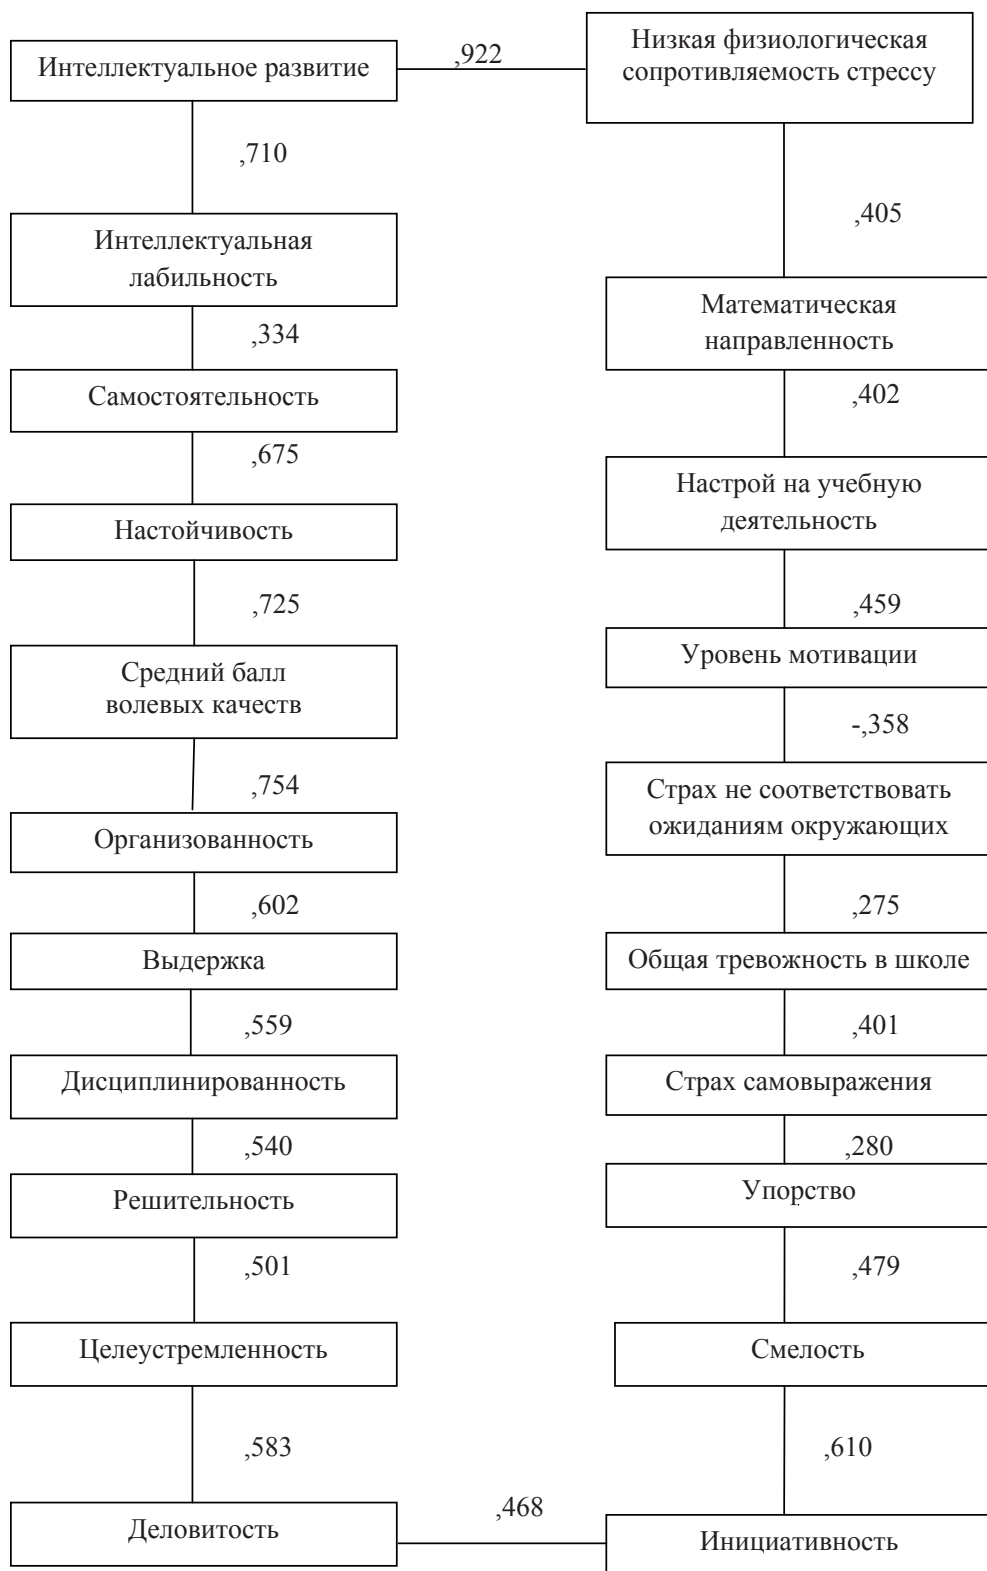 Интеллектуальное развитие
,922
Низкая физиологическая
сопротивляемость стрессу
,710
,405
Интеллектуальная
лабильность
Математическая
направленность
,334
,402
Самостоятельность
,675
Настрой на учебную
деятельность
Настойчивость
,725
,459
Средний балл
волевых качеств
Уровень мотивации
-,358
,754
Страх не соответствовать
ожиданиям окружающих
Организованность
,602
,275
Выдержка
Общая тревожность в школе
,559
,401
Дисциплинированность
Страх самовыражения
,540
,280
Решительность
Упорство
,501
,479
Целеустремленность
Смелость
,583
,610
Деловитость
,468
Инициативность